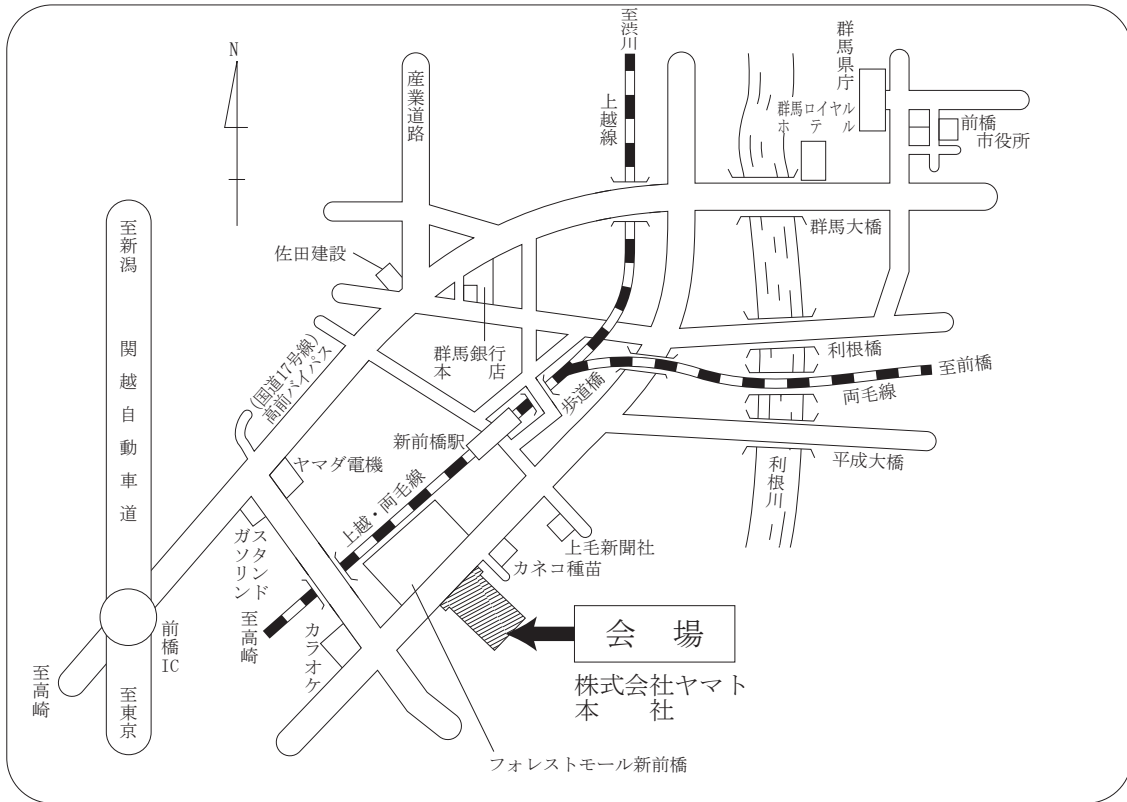 N
至渋川
上越線
産業道路
群馬県庁
群馬ロイヤル
ホテル
前橋
市役所
群馬大橋
至新潟
関越自動車道
至東京
佐田建設
(国道17号線)
高前バイパス
群馬銀行
本店
歩道橋
利根橋
至前橋
両毛線
新前橋駅
ヤマダ電機
平成大橋
利根川
上越・両毛線
ガソリン
スタンド
上毛新聞社
カネコ種苗
至高崎
カラオケ
前橋
IC
至高崎
会場
株式会社ヤマト
本社
フォレストモール新前橋